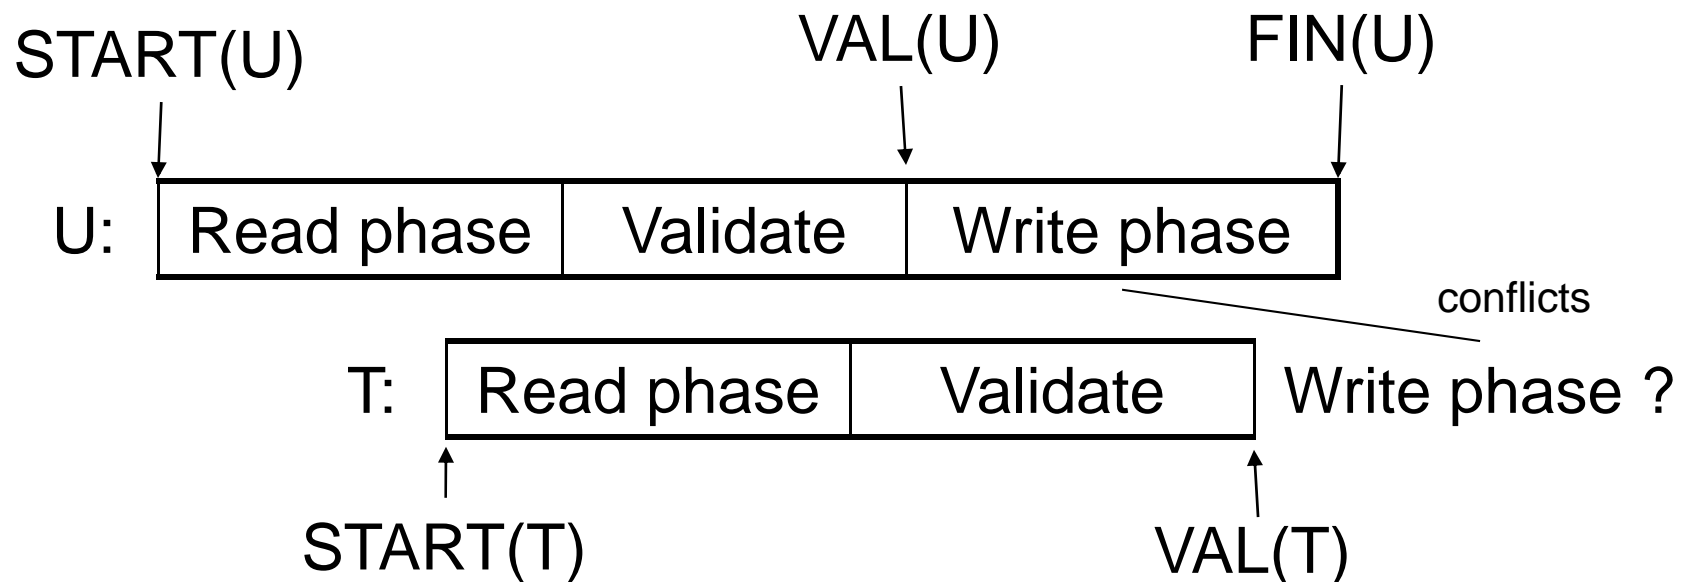 START(U) VAL(U) FIN(U)
U: Read phase Validate Write phase
conflicts
T: Read phase Validate Write phase ?
START(T) VAL(T)